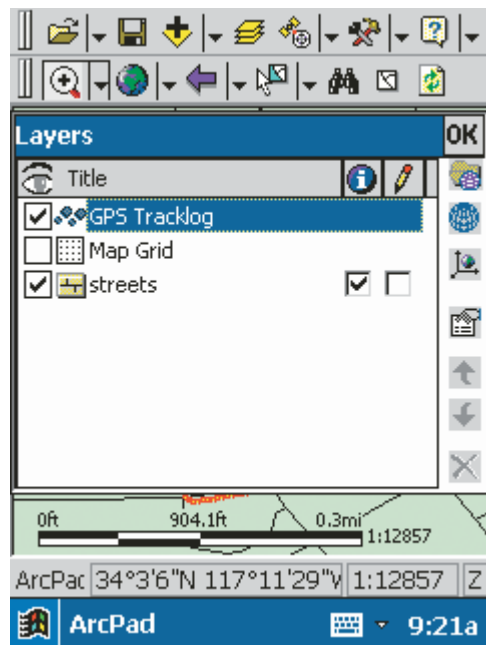 Layers OK
Title
GPS Tracklog
Map Grid
streets
0ft 904.1ft 0.3mi
1:12857
ArcPac 34°3'6"N 117°11'29"W 1:12857 Z
ArcPad 9:21a